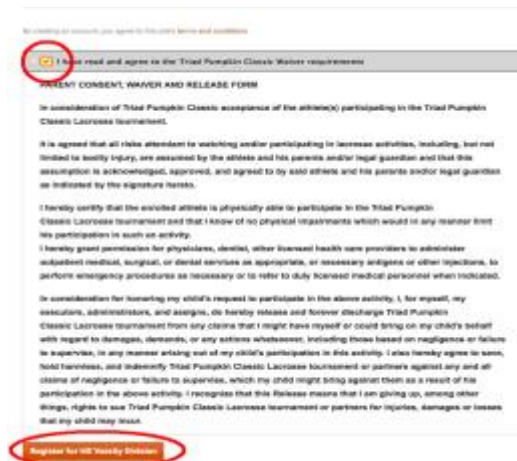 By creating an account, you agree to this site's terms and conditions
I have read and agree to the Triad Pumpkin Classic Waiver requirements
PARENT CONSENT, WAIVER AND RELEASE FORM
In consideration of Triad Pumpkin Classic acceptance of the athlete(s) participating in the Triad Pumpkin
Classic Lacrosse tournament.
It is agreed that all risks attendant to watching and/or participating in lacrosse activities, including, but not
limited to bodily injury, are assumed by the athlete and his parents and/or legal guardian and that this
assumption is acknowledged, approved, and agreed to by said athlete and his parents and/or legal guardian
as indicated by the signature hereto.
I hereby certify that the enrolled athlete is physically able to participate in the Triad Pumpkin
Classic Lacrosse tournament and that I know of no physical impairments which would in any manner limit
his participation in such an activity.
I hereby grant permission for physicians, dentist, other licensed health care providers to administer
outpatient medical, surgical, or dental services as appropriate, or necessary antigens or other injections, to
perform emergency procedures as necessary or to refer to duly licensed medical personnel when indicated.
In consideration for honoring my child's request to participate in the above activity, I, for myself, my
executors, administrators, and assigns, do hereby release and forever discharge Triad Pumpkin
Classic Lacrosse tournament from any claims that I might have myself or could bring on my child's behalf
with regard to damages, demands, or any actions whatsoever, including those based on negligence or failure
to supervise, in any manner arising out of my child's participation in this activity. I also hereby agree to save,
hold harmless, and indemnify Triad Pumpkin Classic Lacrosse tournament or partners against any and all
claims of negligence or failure to supervise, which my child might bring against them as a result of his
participation in the above activity. I recognize that this Release means that I am giving up, among other
things, rights to sue Triad Pumpkin Classic Lacrosse tournament or partners for injuries, damages or losses
that my child may incur.
Register for HS Varsity Division